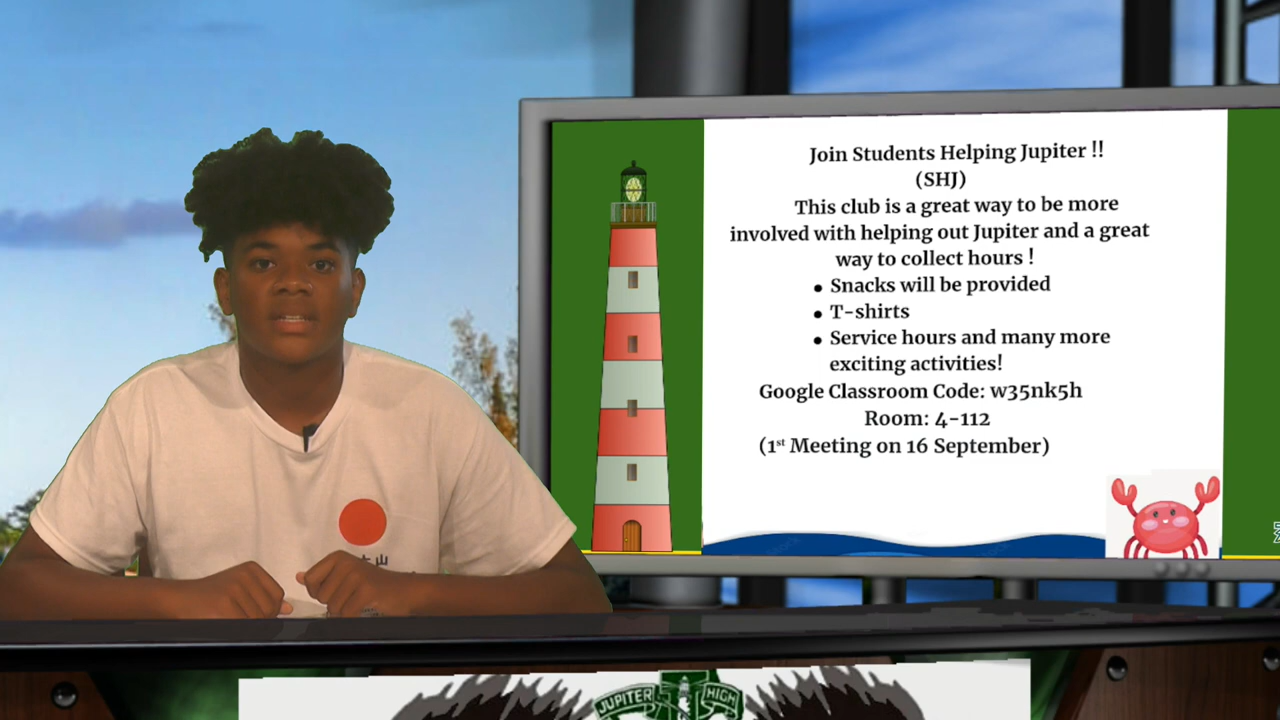 Join Students Helping Jupiter !!
(SHJ)
This club is a great way to be more
involved with helping out Jupiter and a great
way to collect hours !
• Snacks will be provided
• T-shirts
• Service hours and many more
exciting activities!
Google Classroom Code: w35nk5h
Room: 4-112
(1st Meeting on 16 September)
JUPITER HIGH